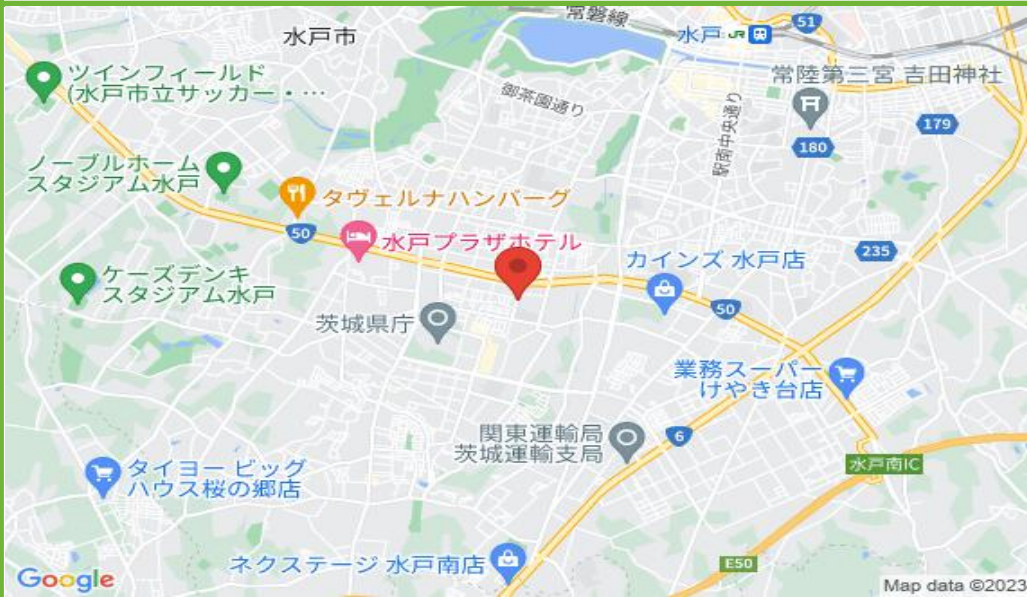 常磐線
51
水戸市
水戸 JR
ツインフィールド
(水戸市立サッカー・…
常陸第三宮 吉田神社
御茶園通り
駅南中央通り
179
180
ノーブルホーム
スタジアム水戸
タヴェルナハンバーグ
50
水戸プラザホテル
235
カインズ 水戸店
ケーズデンキ
スタジアム水戸
50
茨城県庁
業務スーパー
けやき台店
関東運輸局
茨城運輸支局
6
水戸南IC
タイヨー ビッグ
ハウス桜の郷店
ネクステージ 水戸南店
E50
Google
Map data ©2023